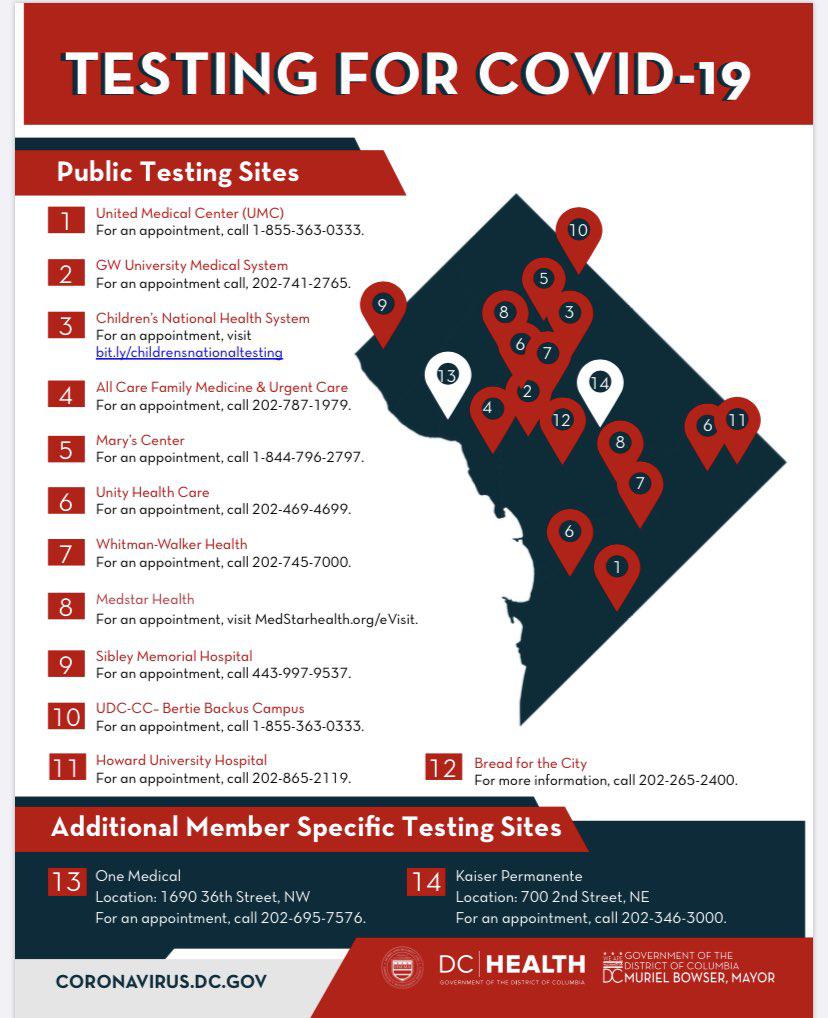 TESTING FOR COVID-19
Public Testing Sites
1
United Medical Center (UMC)
For an appointment, call 1-855-363-0333.
2
GW University Medical System
For an appointment call, 202-741-2765.
3
Children's National Health System
For an appointment, visit
bit.ly/childrensnationaltesting
4
All Care Family Medicine & Urgent Care
For an appointment, call 202-787-1979.
5
Mary's Center
For an appointment, call 1-844-796-2797.
6
Unity Health Care
For an appointment, call 202-469-4699.
7
Whitman-Walker Health
For an appointment, call 202-745-7000.
8
Medstar Health
For an appointment, visit MedStarhealth.org/eVisit.
9
Sibley Memorial Hospital
For an appointment, call 443-997-9537.
10
UDC-CC– Bertie Backus Campus
For an appointment, call 1-855-363-0333.
11
Howard University Hospital
For an appointment, call 202-865-2119.
12
Bread for the City
For more information, call 202-265-2400.
10
5
9
8
3
6
7
13
14
2
4
12
6
11
8
7
6
1
Additional Member Specific Testing Sites
13
One Medical
Location: 1690 36th Street, NW
For an appointment, call 202-695-7576.
14
Kaiser Permanente
Location: 700 2nd Street, NE
For an appointment, call 202-346-3000.
CORONAVIRUS.DC.GOV
DC HEALTH
GOVERNMENT OF THE DISTRICT OF COLUMBIA
WE ARE
DC
GOVERNMENT OF THE
DISTRICT OF COLUMBIA
MURIEL BOWSER, MAYOR